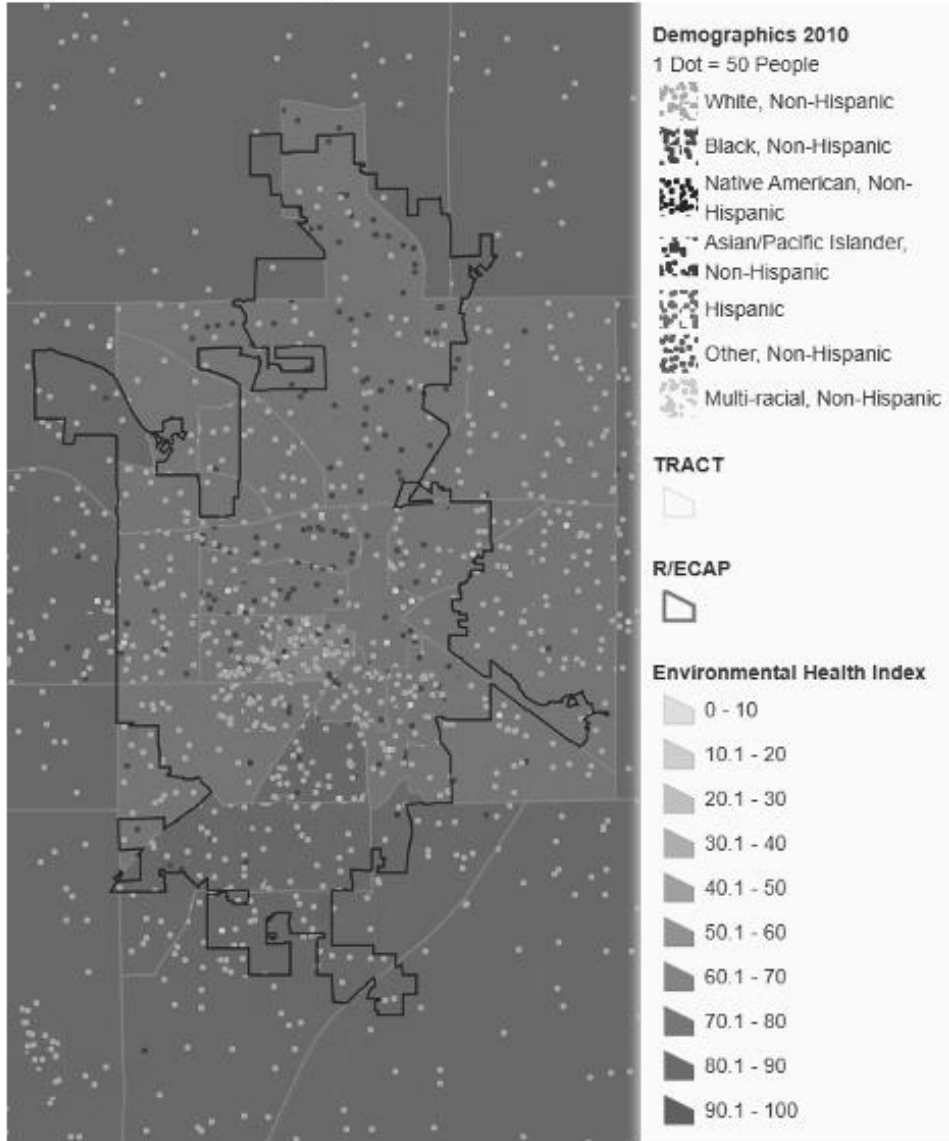 Demographics 2010
1 Dot = 50 People
White, Non-Hispanic
Black, Non-Hispanic
Native American, Non-
Hispanic
Asian/Pacific Islander,
Non-Hispanic
Hispanic
Other, Non-Hispanic
Multi-racial, Non-Hispanic
TRACT
R/ECAP
Environmental Health Index
0 - 10
10.1 - 20
20.1 - 30
30.1 - 40
40.1 - 50
50.1 - 60
60.1 - 70
70.1 - 80
80.1 - 90
90.1 - 100